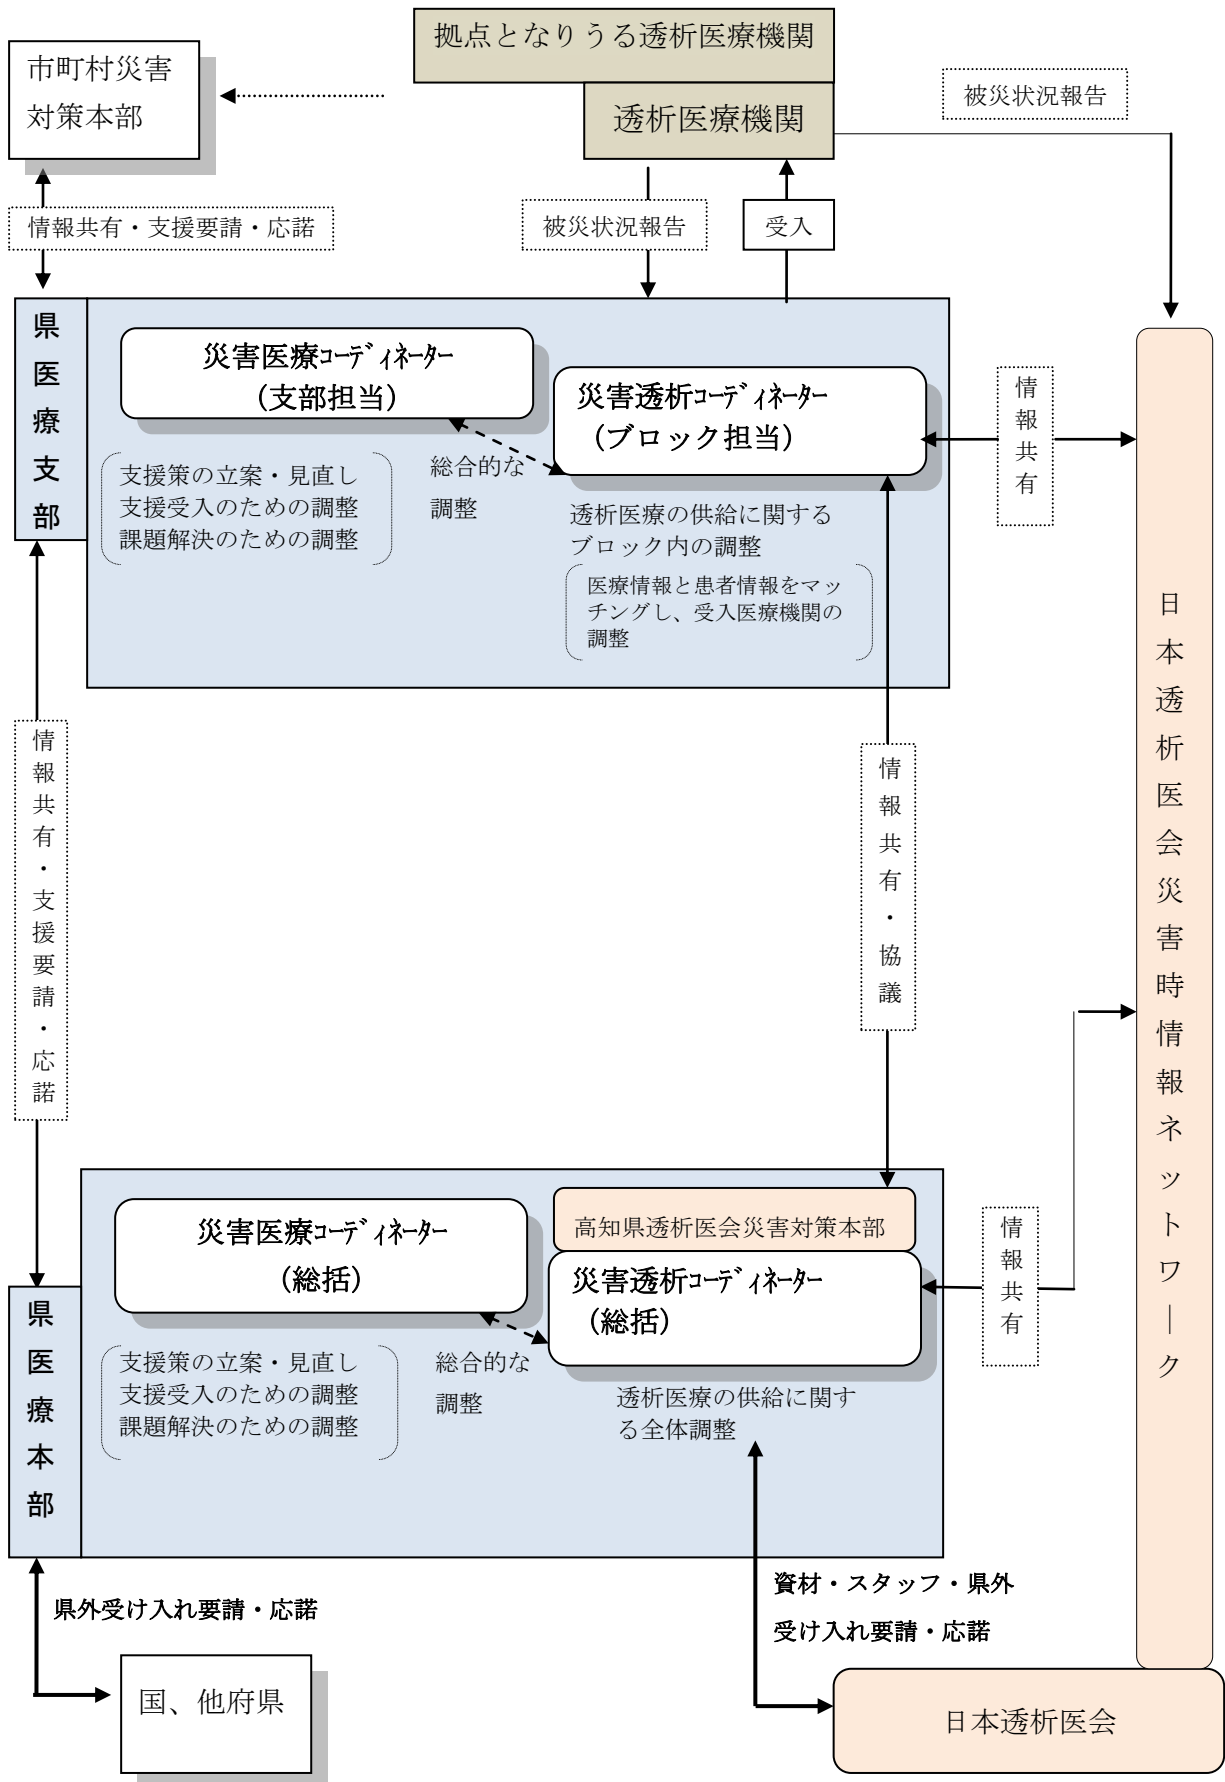 拠点となりうる透析医療機関
市町村災害
対策本部
透析医療機関
被災状況報告
情報共有・支援要請・応諾
被災状況報告
受入
県医療支部
災害医療ｺｰﾃﾞｨﾈｰﾀｰ
（支部担当）
災害透析ｺｰﾃﾞｨﾈｰﾀｰ
（ブロック担当）
情報共有
支援策の立案・見直し
支援受入のための調整
課題解決のための調整
総合的な
調整
透析医療の供給に関する
ブロック内の調整
医療情報と患者情報をマッ
チングし、受入医療機関の
調整
日本透析医会災害時情報ネットワーク
情報共有・支援要請・応諾
情報共有・協議
高知県透析医会災害対策本部
災害医療ｺｰﾃﾞｨﾈｰﾀｰ
（総括）
災害透析ｺｰﾃﾞｨﾈｰﾀｰ
（総括）
情報共有
県医療本部
支援策の立案・見直し
支援受入のための調整
課題解決のための調整
総合的な
調整
透析医療の供給に関す
る全体調整
県外受け入れ要請・応諾
資材・スタッフ・県外
受け入れ要請・応諾
国、他府県
日本透析医会